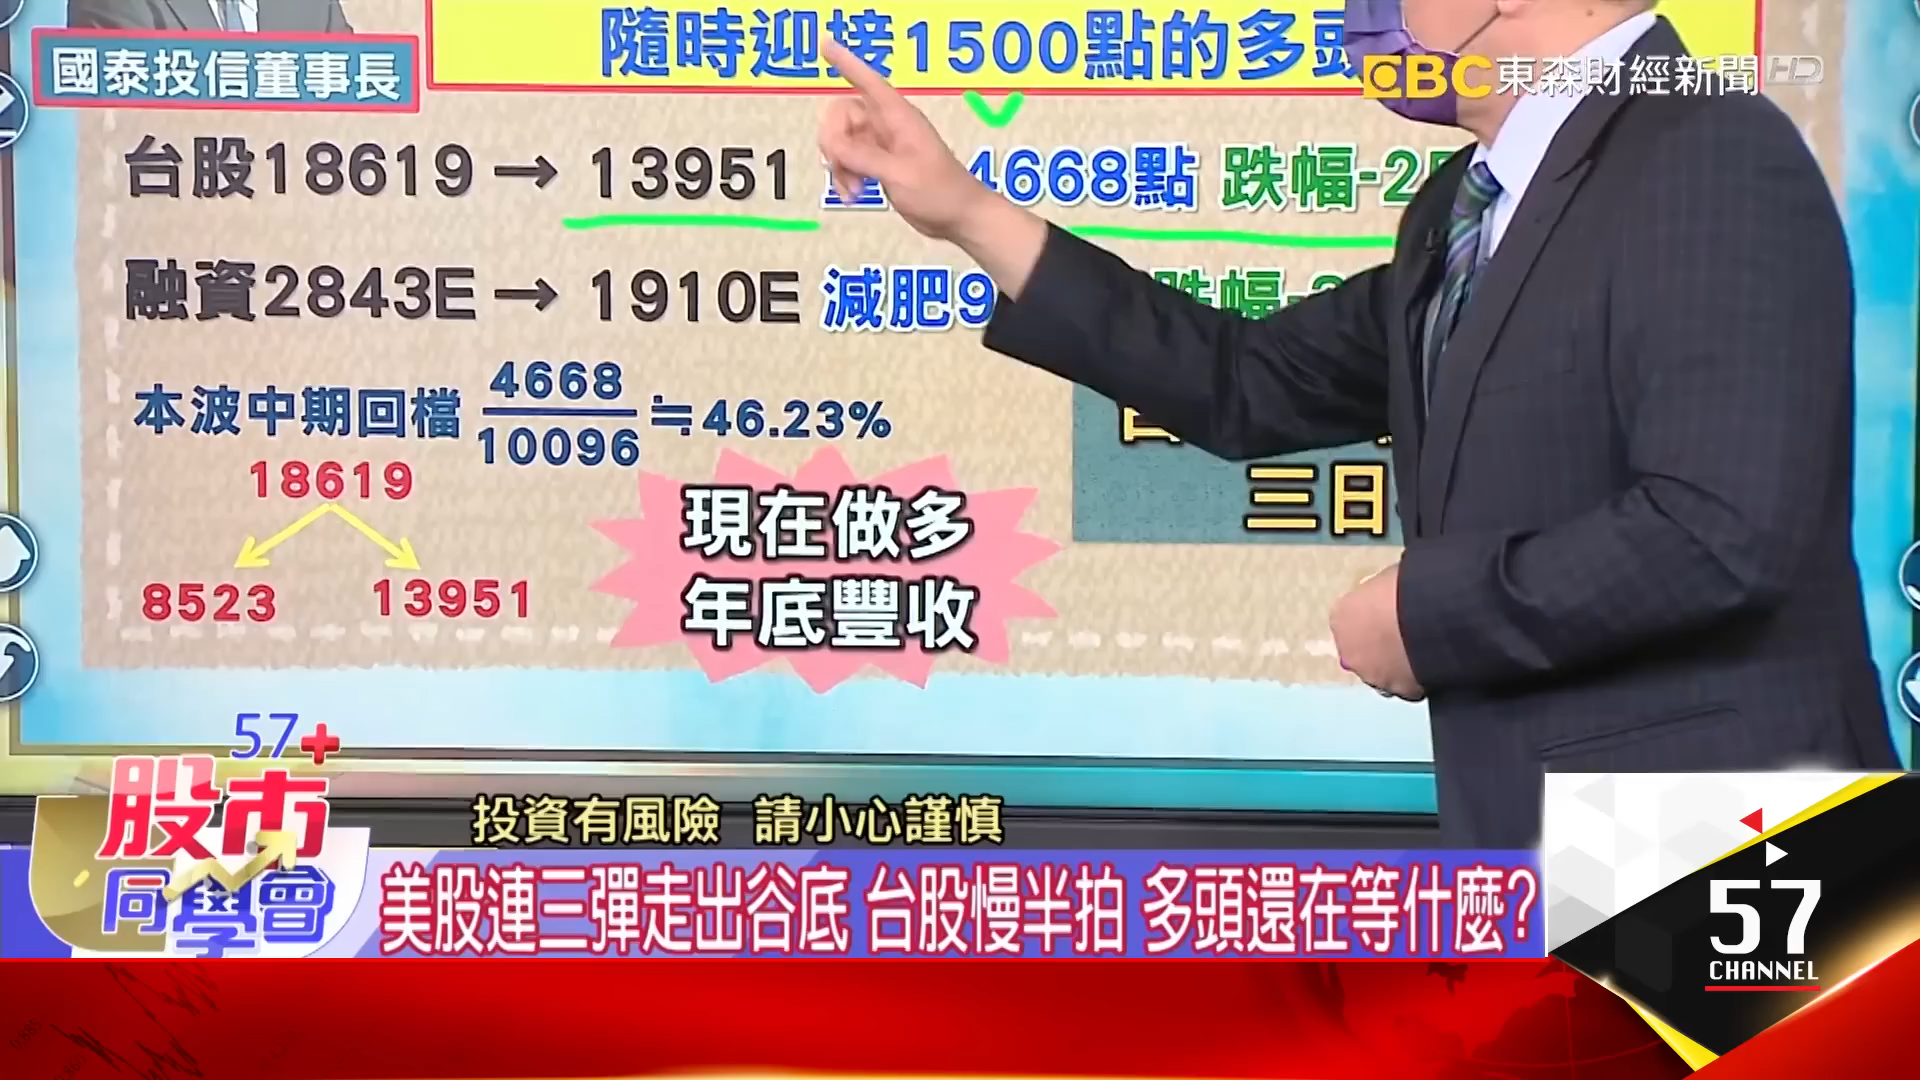 隨時迎接1500點的多頭
EBC東森財經新聞HD
國泰投信董事長
台股18619→13951 4668點 跌幅-2
融資2843E→1910E 減肥9 跌幅-
本波中期回檔 4668/10096≒46.23%
18619
8523 13951
三日
現在做多
年底豐收
57+
股市
同學會
投資有風險 請小心謹慎
美股連三彈走出谷底 台股慢半拍 多頭還在等什麼?
57
CHANNEL